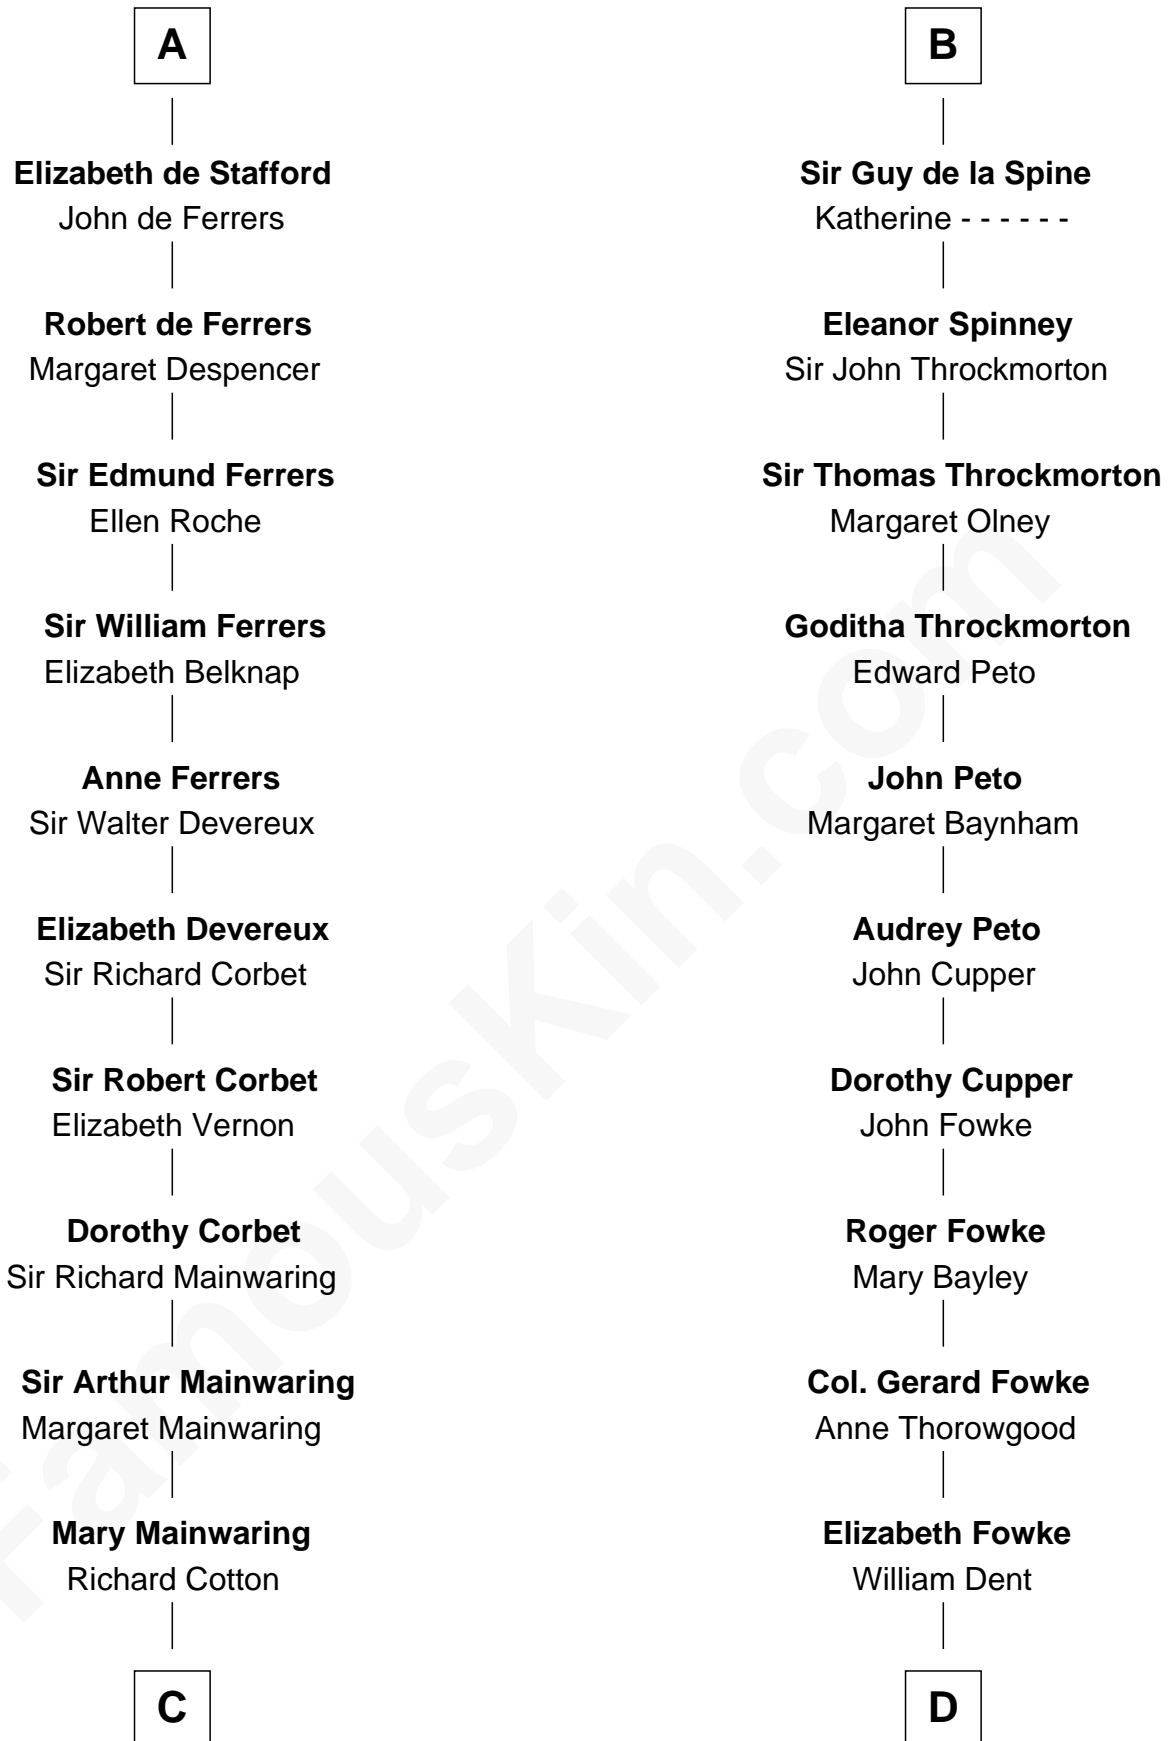 A
Elizabeth de Stafford
John de Ferrers
Robert de Ferrers
Margaret Despencer
Sir Edmund Ferrers
Ellen Roche
Sir William Ferrers
Elizabeth Belknap
Anne Ferrers
Sir Walter Devereux
Elizabeth Devereux
Sir Richard Corbet
Sir Robert Corbet
Elizabeth Vernon
Dorothy Corbet
Sir Richard Mainwaring
Sir Arthur Mainwaring
Margaret Mainwaring
Mary Mainwaring
Richard Cotton
C
B
Sir Guy de la Spine
Katherine - - - - - -
Eleanor Spinney
Sir John Throckmorton
Sir Thomas Throckmorton
Margaret Olney
Goditha Throckmorton
Edward Peto
John Peto
Margaret Baynham
Audrey Peto
John Cupper
Dorothy Cupper
John Fowke
Roger Fowke
Mary Bayley
Col. Gerard Fowke
Anne Thorowgood
Elizabeth Fowke
William Dent
D
FamousKin.com